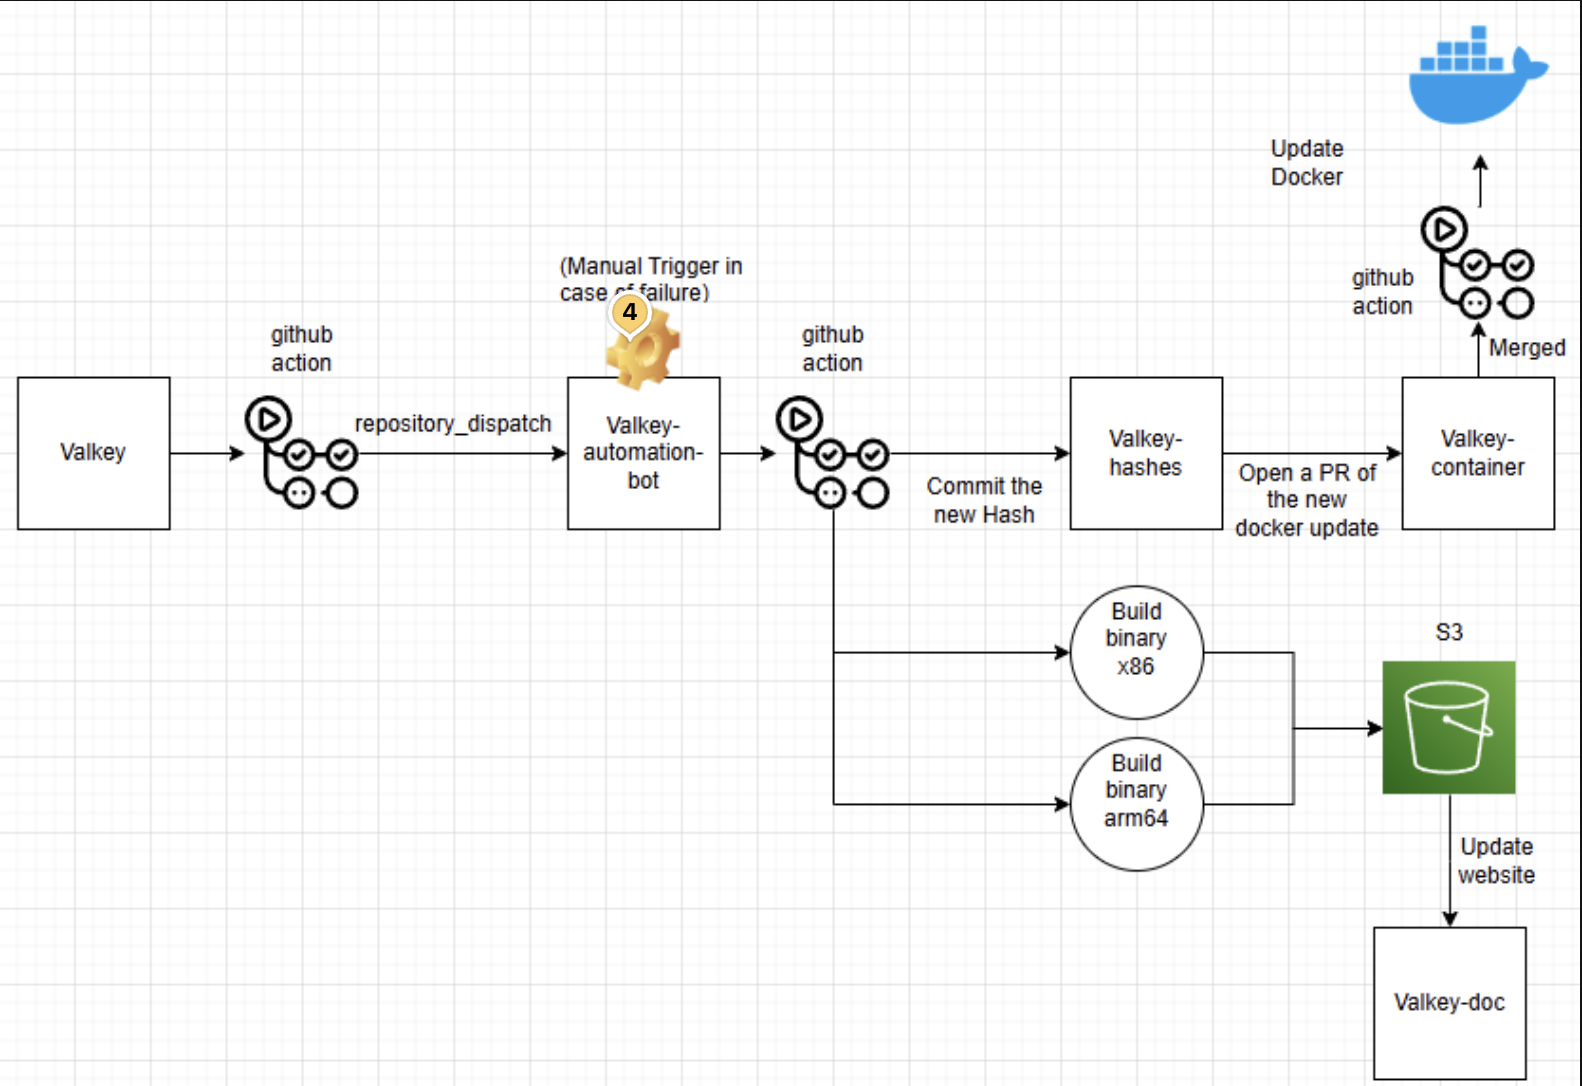 Update
Docker
(Manual Trigger in
case of failure)
4
github
action
github
action
github
action
Merged
Valkey
repository_dispatch
Valkey-
automation-
bot
Commit the
new Hash
Valkey-
hashes
Open a PR of
the new
docker update
Valkey-
container
Build
binary
x86
S3
Build
binary
arm64
Update
website
Valkey-doc